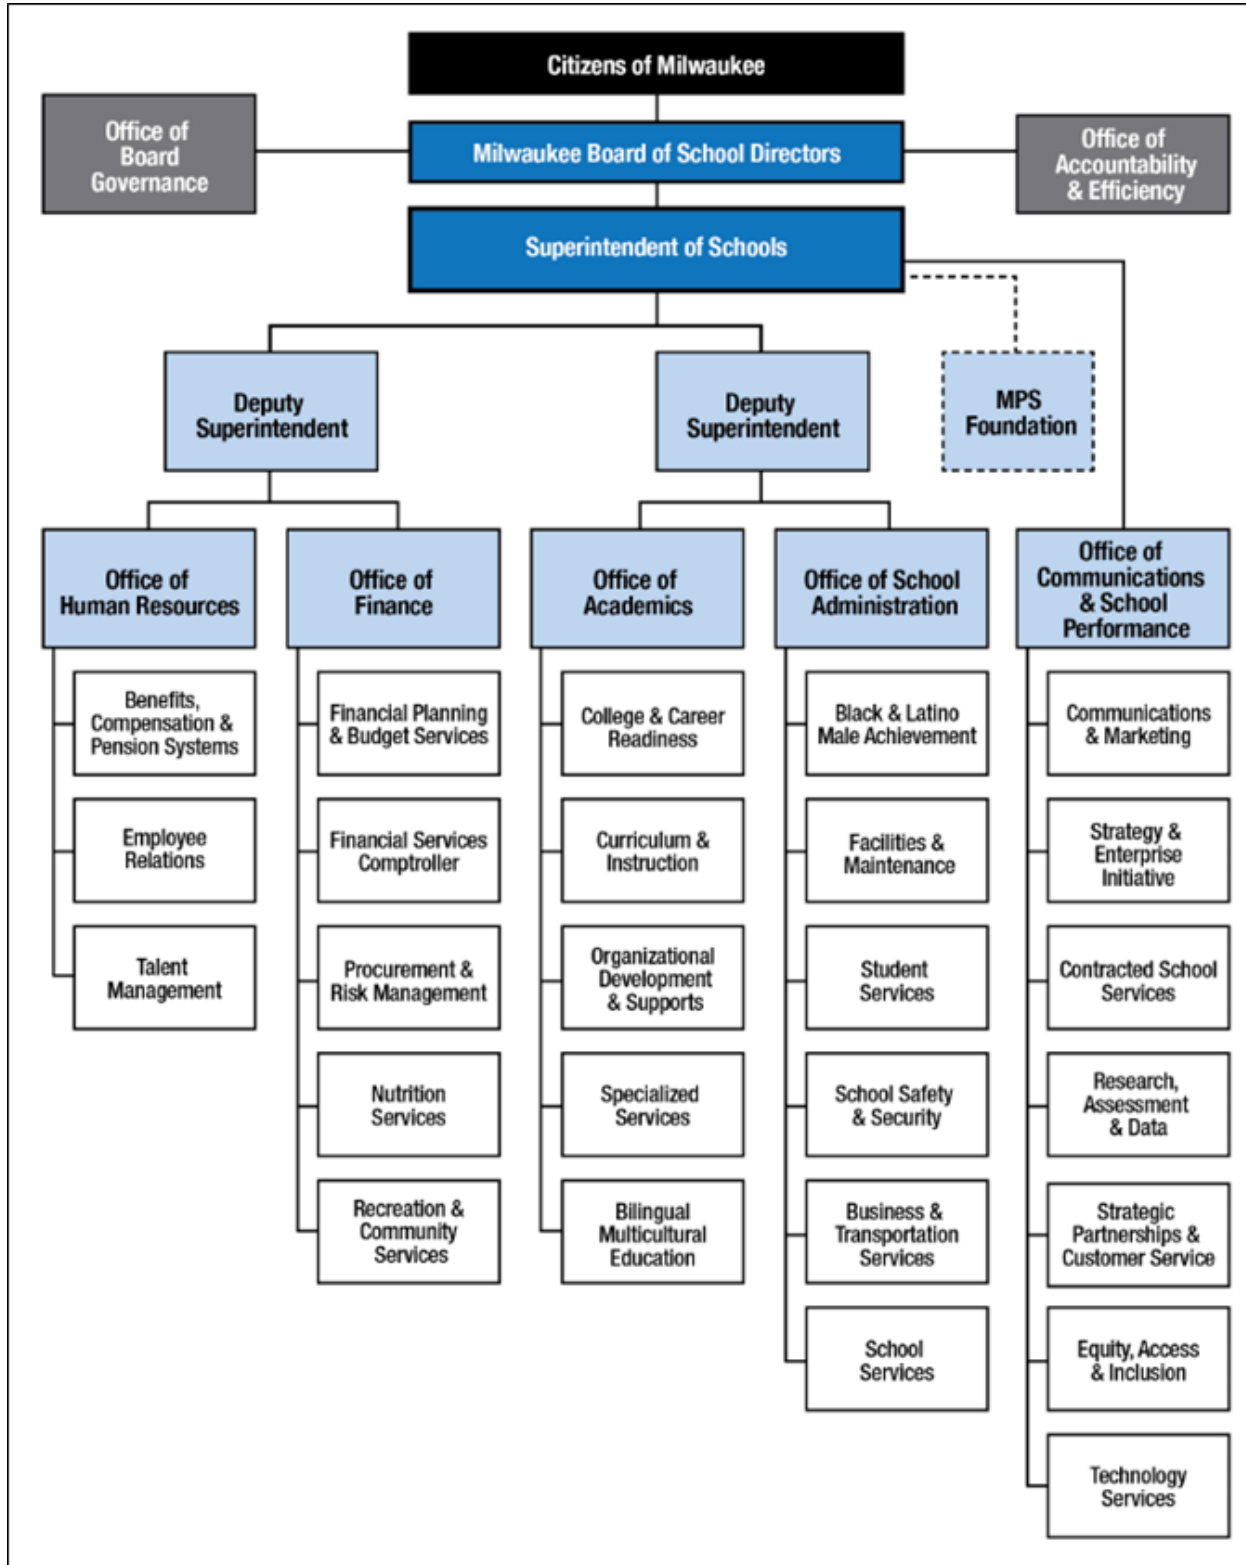 Citizens of Milwaukee
Office of
Board
Governance
Milwaukee Board of School Directors
Office of
Accountability
& Efficiency
Superintendent of Schools
Deputy
Superintendent
Deputy
Superintendent
MPS
Foundation
Office of
Human Resources
Office of
Finance
Office of
Academics
Office of School
Administration
Office of
Communications
& School
Performance
Benefits,
Compensation &
Pension Systems
Employee
Relations
Talent
Management
Financial Planning
& Budget Services
Financial Services
Comptroller
Procurement &
Risk Management
Nutrition
Services
Recreation &
Community
Services
College & Career
Readiness
Curriculum &
Instruction
Organizational
Development
& Supports
Specialized
Services
Bilingual
Multicultural
Education
Black & Latino
Male Achievement
Facilities &
Maintenance
Student
Services
School Safety
& Security
Business &
Transportation
Services
School
Services
Communications
& Marketing
Strategy &
Enterprise
Initiative
Contracted School
Services
Research,
Assessment
& Data
Strategic
Partnerships &
Customer Service
Equity, Access
& Inclusion
Technology
Services